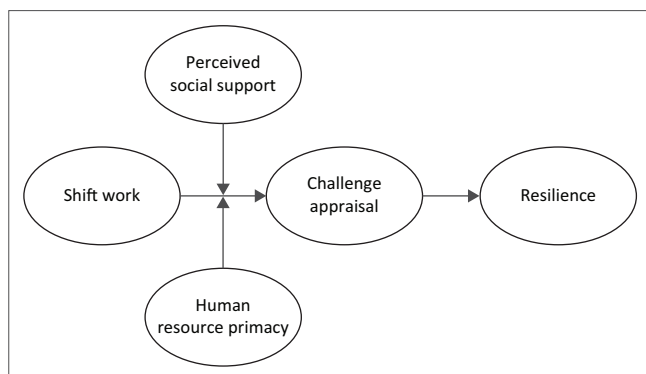 Perceived
social support
Shift work
Challenge
appraisal
Resilience
Human
resource primacy